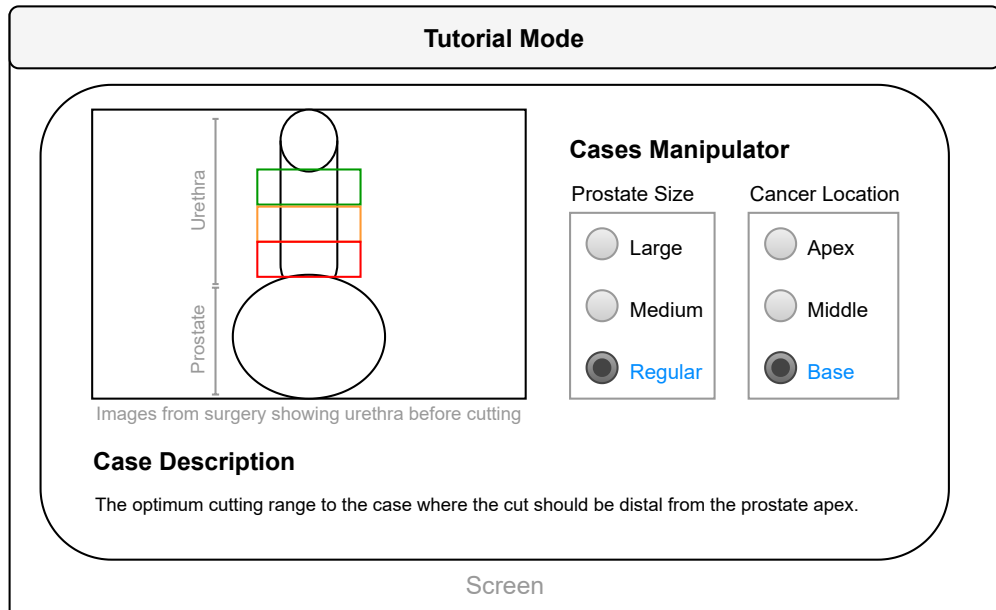 Tutorial Mode
Urethra
Prostate
Images from surgery showing urethra before cutting
Cases Manipulator
Prostate Size
Large
Medium
Regular
Cancer Location
Apex
Middle
Base
Case Description
The optimum cutting range to the case where the cut should be distal from the prostate apex.
Screen